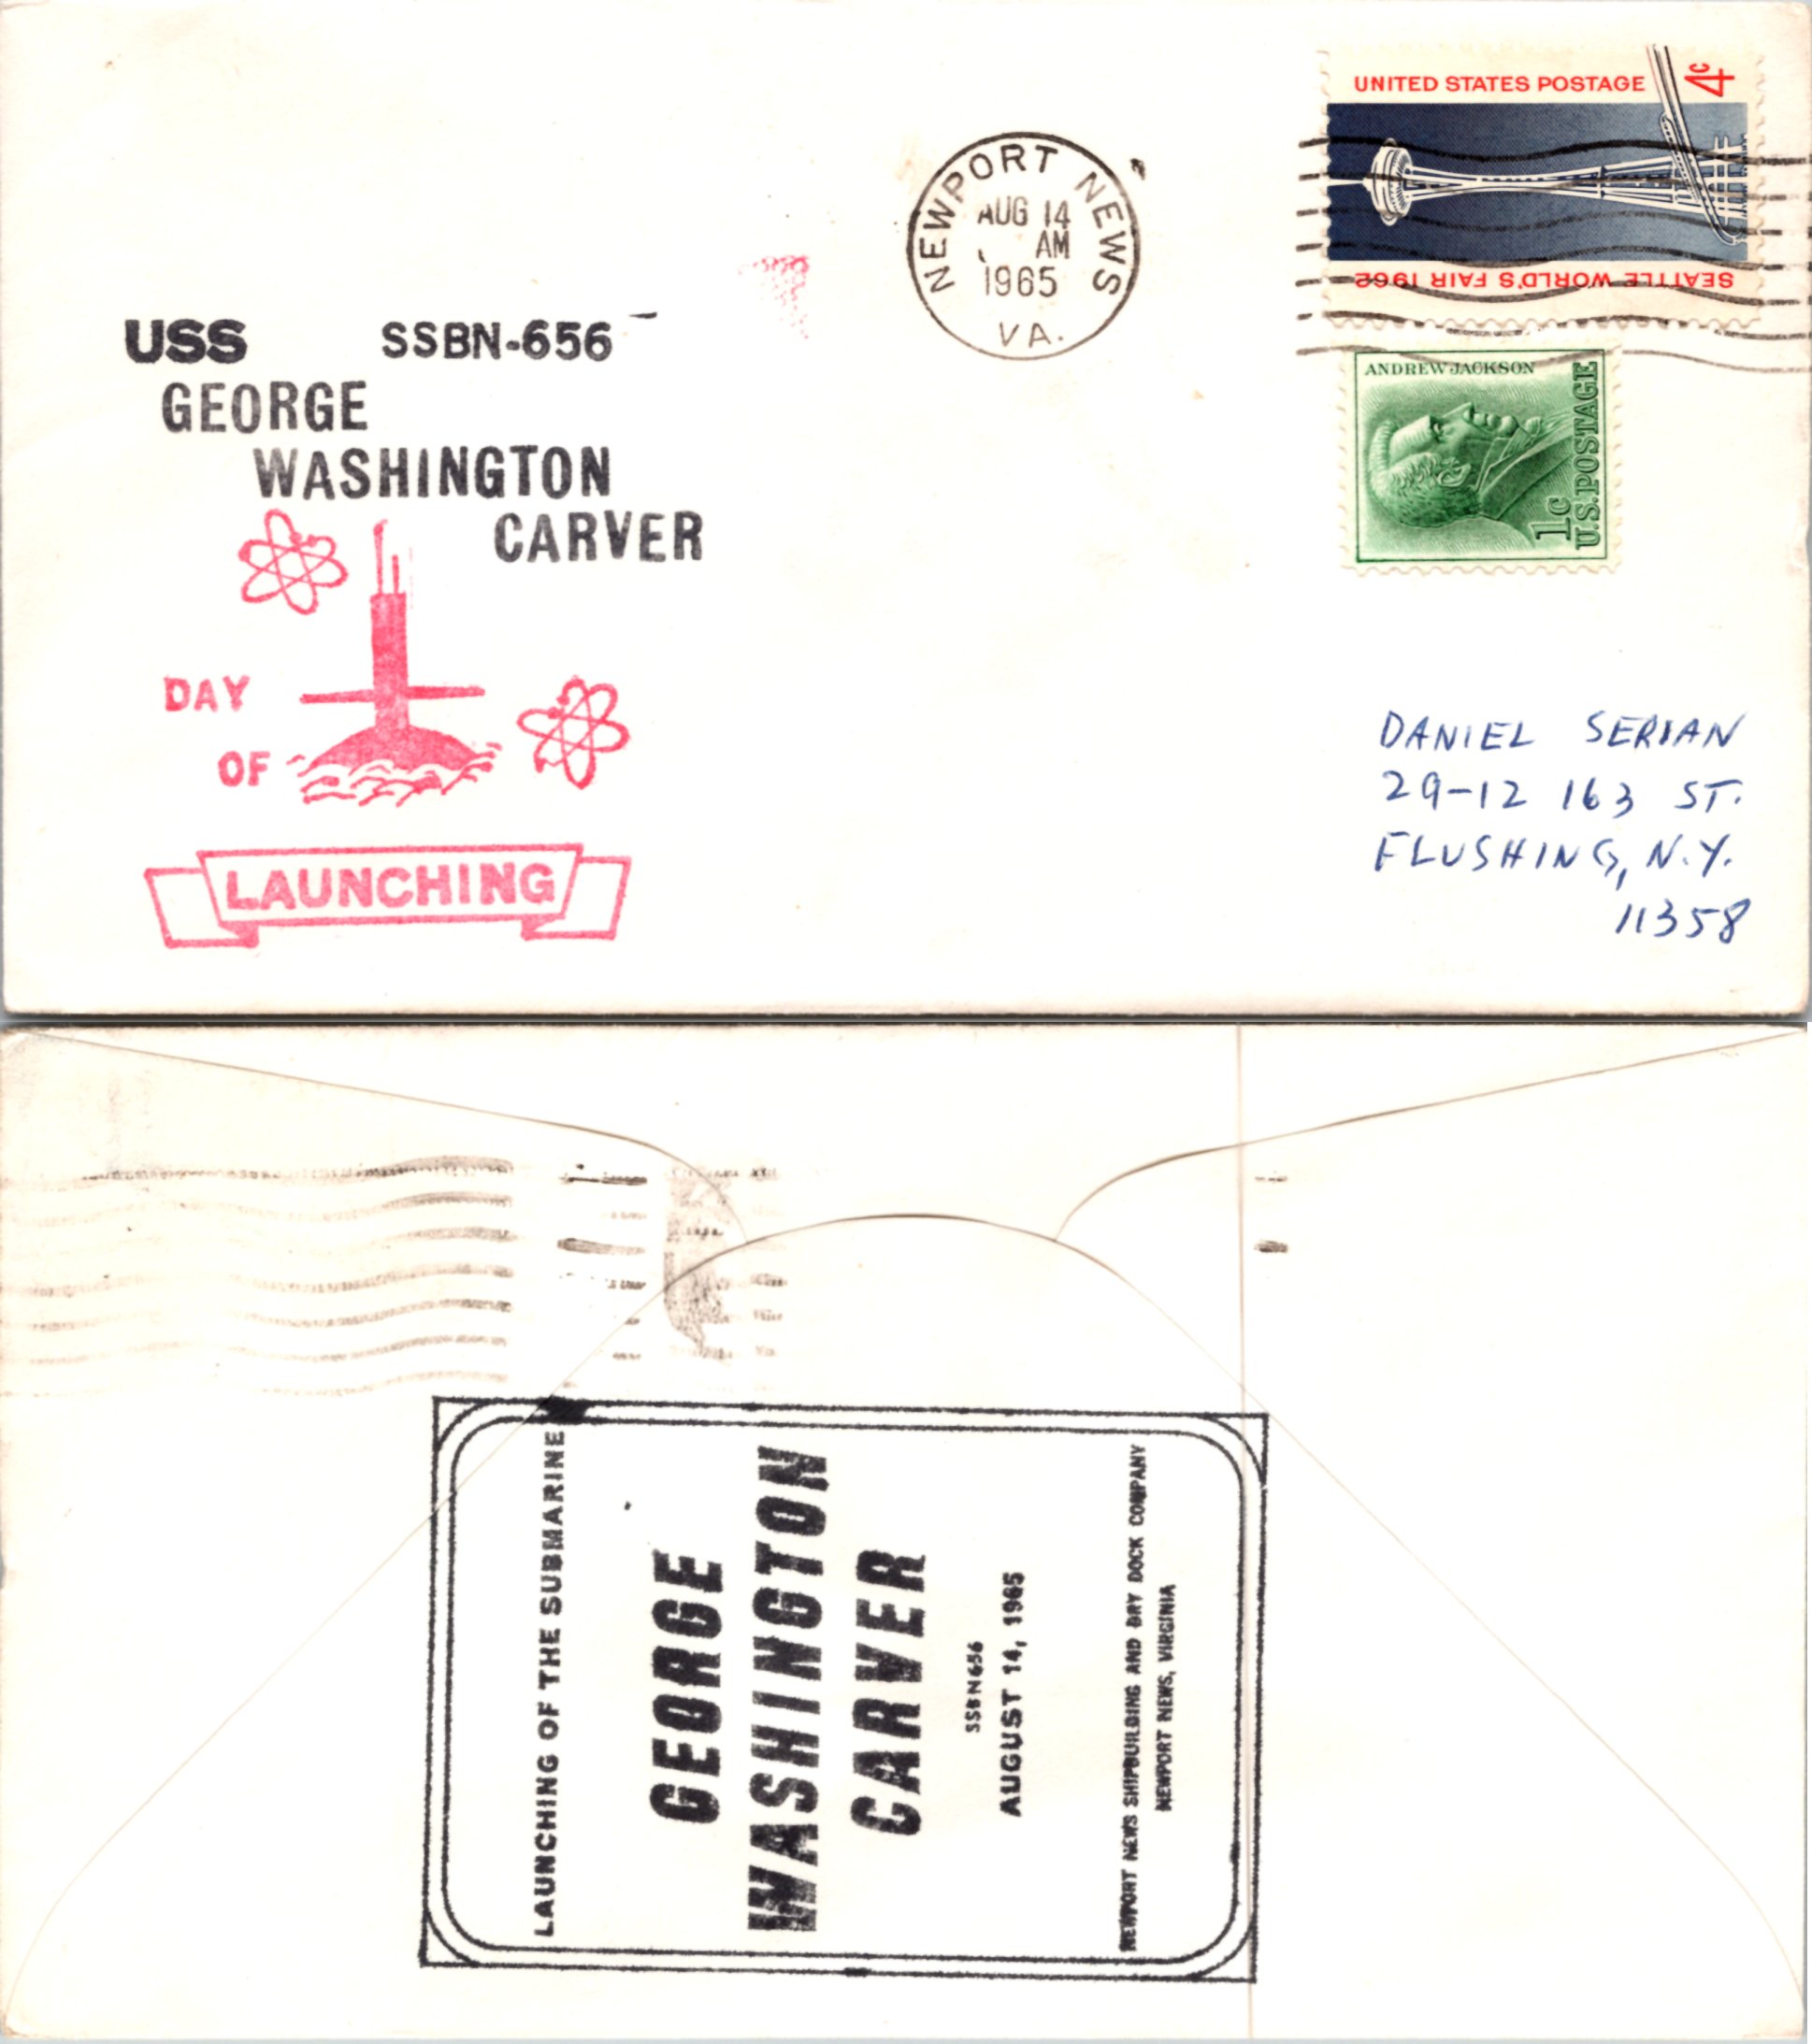 UNITED STATES POSTAGE
4c
SEATTLE WORLD'S FAIR 1962
NEWPORT NEWS
AUG 14
AM
1965
VA.
ANDREW JACKSON
1c
U.S. POSTAGE
USS SSBN-656
GEORGE
WASHINGTON
CARVER
DAY
OF
LAUNCHING
DANIEL SERIAN
29-12 163 ST.
FLUSHING, N.Y.
11358
LAUNCHING OF THE SUBMARINE
GEORGE
WASHINGTON
CARVER
SSBN656
AUGUST 14, 1965
NEWPORT NEWS SHIPBUILDING AND DRY DOCK COMPANY
NEWPORT NEWS, VIRGINIA